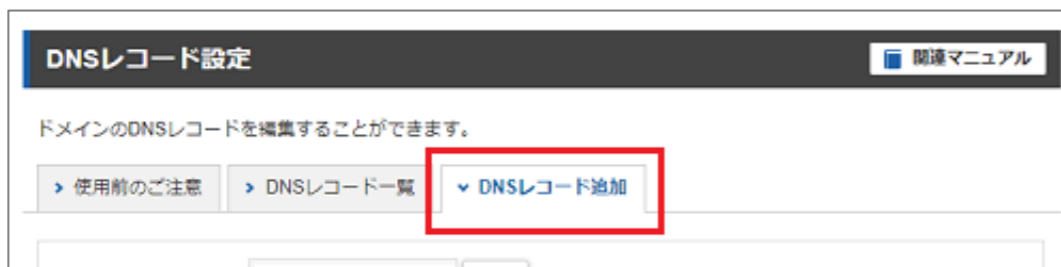 DNSレコード設定
関連マニュアル
ドメインのDNSレコードを編集することができます。
使用前のご注意 DNSレコード一覧 DNSレコード追加